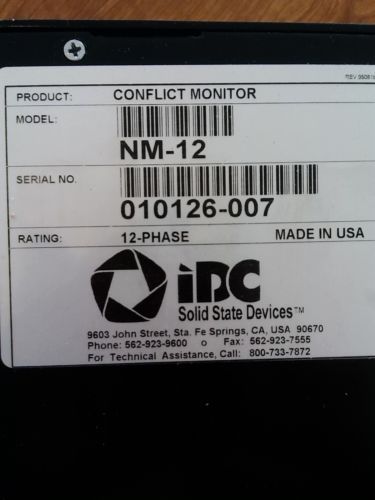 PRODUCT: CONFLICT MONITOR
MODEL:
NM-12
SERIAL NO.
010126-007
RATING: 12-PHASE MADE IN USA
iDC
Solid State Devices™
9603 John Street, Sta. Fe Springs, CA, USA 90670
Phone: 562-923-9600 o Fax: 562-923-7555
For Technical Assistance, Call: 800-733-7872